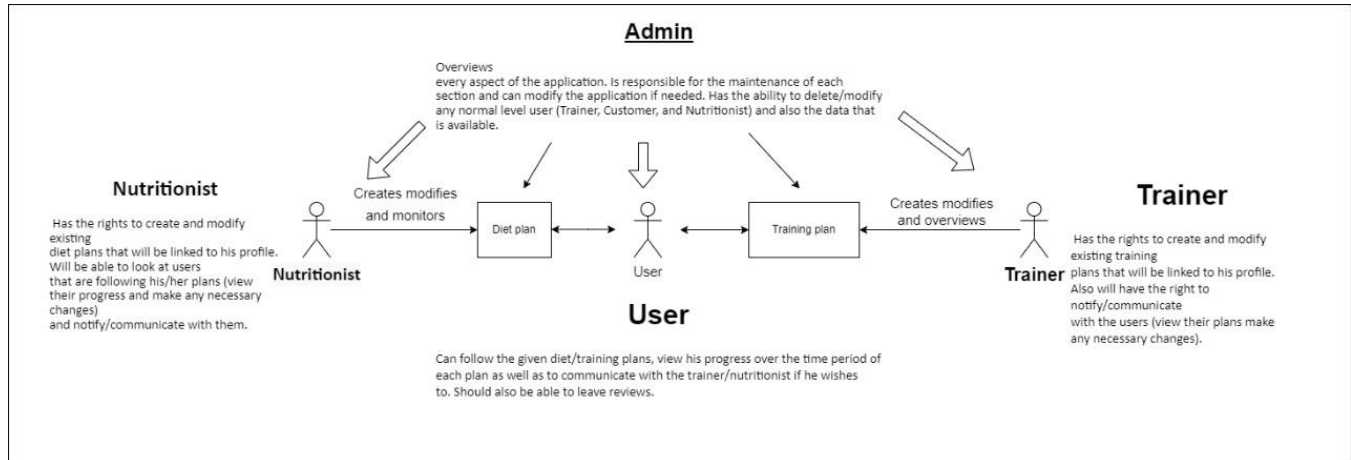 Admin
Overviews
every aspect of the application. Is responsible for the maintenance of each
section and can modify the application if needed. Has the ability to delete/modify
any normal level user (Trainer, Customer, and Nutritionist) and also the data that
is available.
Nutritionist
Has the rights to create and modify
existing
diet plans that will be linked to his profile.
Will be able to look at users
that are following his/her plans (view
their progress and make any necessary
changes)
and notify/communicate with them.
Creates modifies
and monitors
Nutritionist
Diet plan
User
Training plan
Creates modifies
and overviews
Trainer
Trainer
Has the rights to create and modify
existing training
plans that will be linked to his profile.
Also will have the right to
notify/communicate
with the users (view their plans make
any necessary changes).
User
Can follow the given diet/training plans, view his progress over the time period of
each plan as well as to communicate with the trainer/nutritionist if he wishes
to. Should also be able to leave reviews.